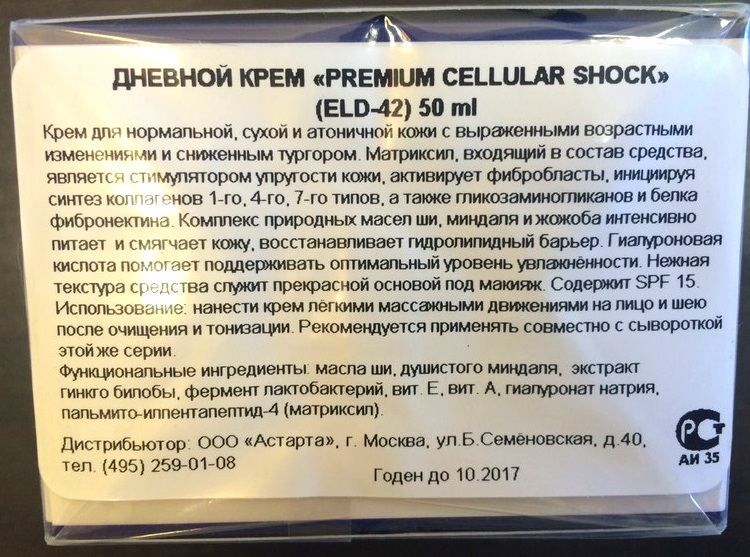 ДНЕВНОЙ КРЕМ «PREMIUM CELLULAR SHOCK»
(ELD-42) 50 ml
Крем для нормальной, сухой и атоничной кожи с выраженными возрастными
изменениями и сниженным тургором. Матриксил, входящий в состав средства,
является стимулятором упругости кожи, активирует фибробласты, инициируя
синтез коллагенов 1-го, 4-го, 7-го типов, а также гликозаминогликанов и белка
фибронектина. Комплекс природных масел ши, миндаля и жожоба интенсивно
питает и смягчает кожу, восстанавливает гидролипидный барьер. Гиалуроновая
кислота помогает поддерживать оптимальный уровень увлажнённости. Нежная
текстура средства служит прекрасной основой под макияж. Содержит SPF 15.
Использование: нанести крем лёгкими массажными движениями на лицо и шею
после очищения и тонизации. Рекомендуется применять совместно с сывороткой
этой же серии.
Функциональные ингредиенты: масла ши, душистого миндаля, экстракт
гинкго билобы, фермент лактобактерий, вит. Е, вит. А, гиалуронат натрия,
пальмито-илпентапептид-4 (матриксил).
Дистрибьютор: ООО «Астарта», г. Москва, ул.Б.Семёновская, д.40,
тел. (495) 259-01-08
Годен до 10.2017
РСТ
АИ 35